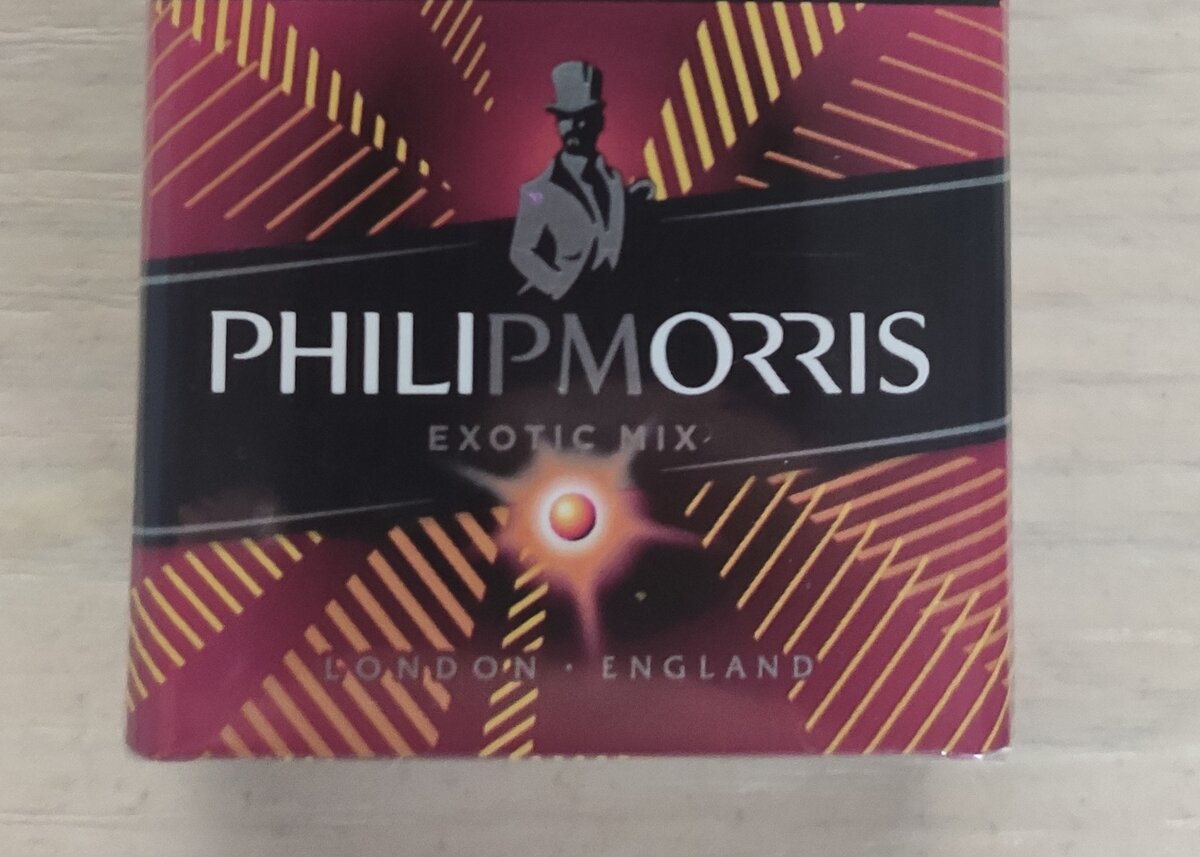 PHILIPMORRIS
EXOTIC MIX
LONDON · ENGLAND